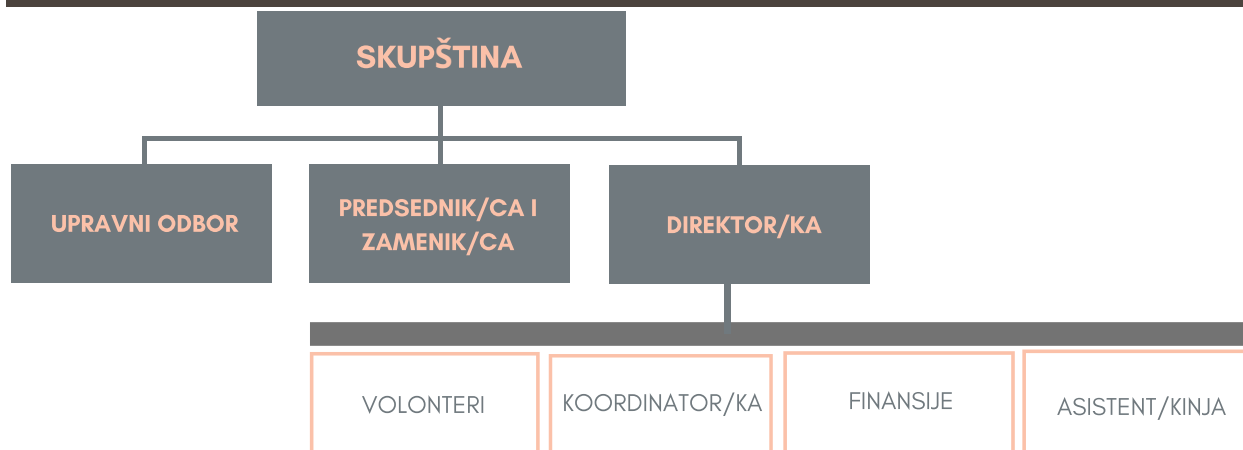 SKUPŠTINA
UPRAVNI ODBOR
PREDSEDNIK/CA I
ZAMENIK/CA
DIREKTOR/KA
VOLONTERI
KOORDINATOR/KA
FINANSIJE
ASISTENT/KINJA